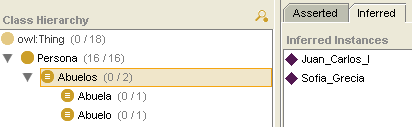 Class Hierarchy
owl:Thing (0 / 18)
Persona (16 / 16)
Abuelos (0 / 2)
Abuela (0 / 1)
Abuelo (0 / 1)
Asserted Inferred
Inferred Instances
Juan_Carlos_I
Sofia_Grecia